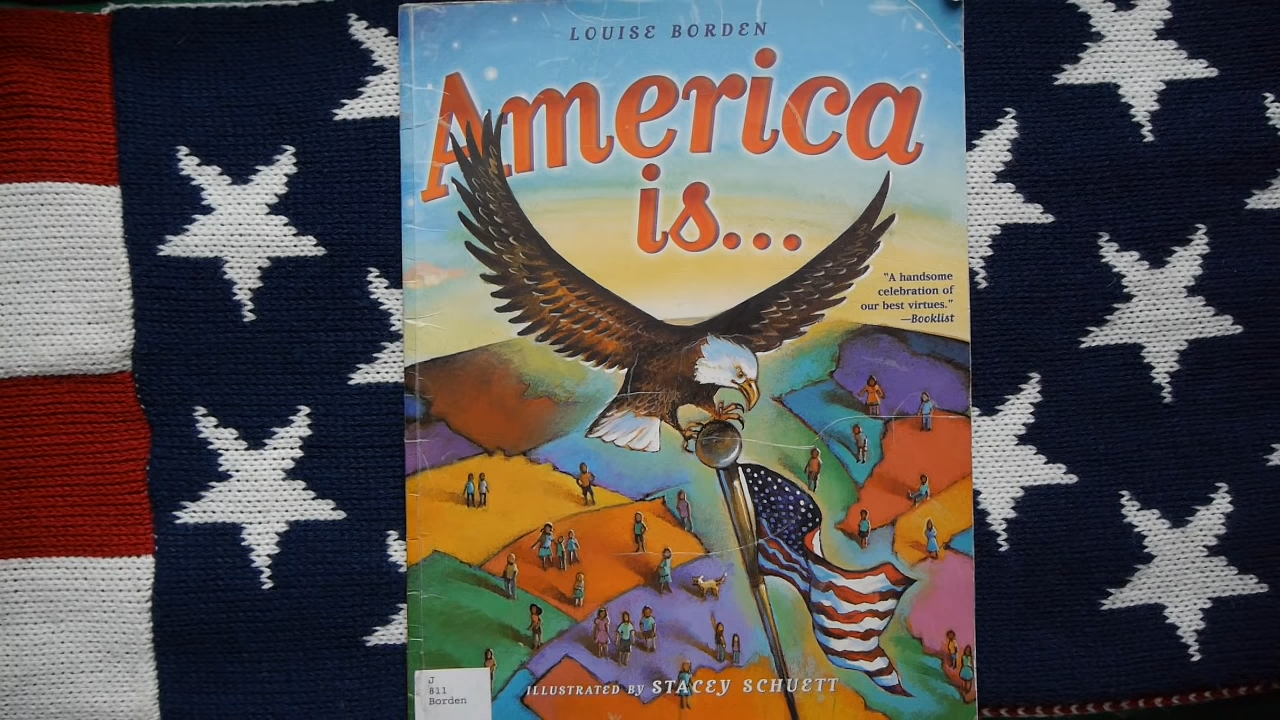 LOUISE BORDEN
America
is...
"A handsome
celebration of
our best virtues."
—Booklist
ILLUSTRATED BY STACEY SCHUETT
J
811
Borden